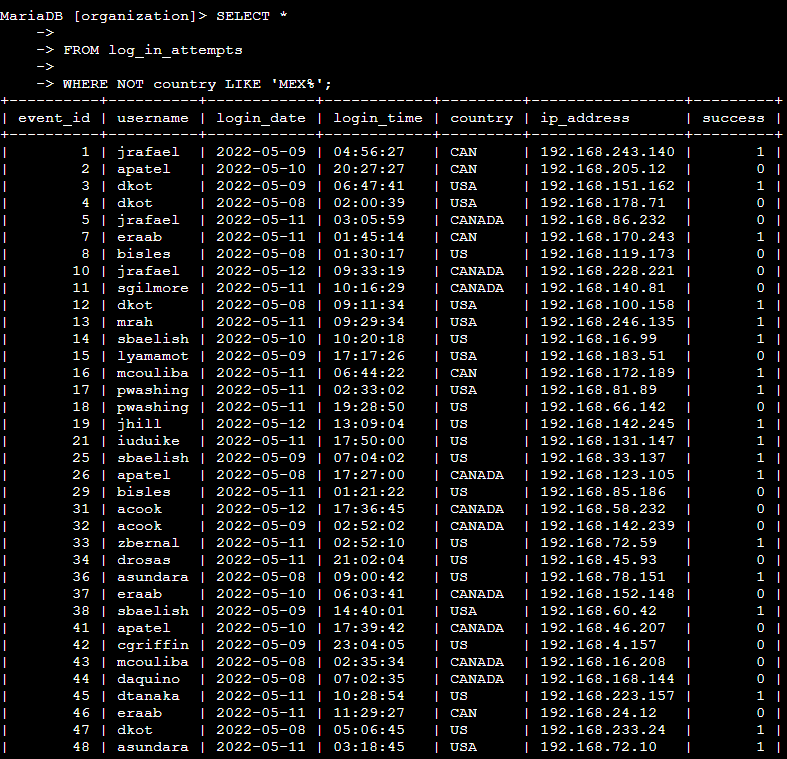 MariaDB [organization]> SELECT *
    ->
    -> FROM log_in_attempts
    ->
    -> WHERE NOT country LIKE 'MEX%';
+----------+----------+------------+------------+---------+-----------------+---------+
| event_id | username | login_date | login_time | country | ip_address      | success |
+----------+----------+------------+------------+---------+-----------------+---------+
|        1 | jrafael  | 2022-05-09 | 04:56:27   | CAN     | 192.168.243.140 |       1 |
|        2 | apatel   | 2022-05-10 | 20:27:27   | CAN     | 192.168.205.12  |       0 |
|        3 | dkot     | 2022-05-09 | 06:47:41   | USA     | 192.168.151.162 |       1 |
|        4 | dkot     | 2022-05-08 | 02:00:39   | USA     | 192.168.178.71  |       0 |
|        5 | jrafael  | 2022-05-11 | 03:05:59   | CANADA  | 192.168.86.232  |       0 |
|        7 | eraab    | 2022-05-11 | 01:45:14   | CAN     | 192.168.170.243 |       1 |
|        8 | bisles   | 2022-05-08 | 01:30:17   | US      | 192.168.119.173 |       0 |
|       10 | jrafael  | 2022-05-12 | 09:33:19   | CANADA  | 192.168.228.221 |       0 |
|       11 | sgilmore | 2022-05-11 | 10:16:29   | CANADA  | 192.168.140.81  |       0 |
|       12 | dkot     | 2022-05-08 | 09:11:34   | USA     | 192.168.100.158 |       1 |
|       13 | mrah     | 2022-05-11 | 09:29:34   | USA     | 192.168.246.135 |       1 |
|       14 | sbaelish | 2022-05-10 | 10:20:18   | US      | 192.168.16.99   |       1 |
|       15 | lyamamot | 2022-05-09 | 17:17:26   | USA     | 192.168.183.51  |       0 |
|       16 | mcouliba | 2022-05-11 | 06:44:22   | CAN     | 192.168.172.189 |       1 |
|       17 | pwashing | 2022-05-11 | 02:33:02   | USA     | 192.168.81.89   |       1 |
|       18 | pwashing | 2022-05-11 | 19:28:50   | US      | 192.168.66.142  |       0 |
|       19 | jhill    | 2022-05-12 | 13:09:04   | US      | 192.168.142.245 |       1 |
|       21 | iuduike  | 2022-05-11 | 17:50:00   | US      | 192.168.131.147 |       1 |
|       25 | sbaelish | 2022-05-09 | 07:04:02   | US      | 192.168.33.137  |       1 |
|       26 | apatel   | 2022-05-08 | 17:27:00   | CANADA  | 192.168.123.105 |       1 |
|       29 | bisles   | 2022-05-11 | 01:21:22   | US      | 192.168.85.186  |       0 |
|       31 | acook    | 2022-05-12 | 17:36:45   | CANADA  | 192.168.58.232  |       0 |
|       32 | acook    | 2022-05-09 | 02:52:02   | CANADA  | 192.168.142.239 |       0 |
|       33 | zbernal  | 2022-05-11 | 02:52:10   | US      | 192.168.72.59   |       1 |
|       34 | drosas   | 2022-05-11 | 21:02:04   | US      | 192.168.45.93   |       0 |
|       36 | asundara | 2022-05-08 | 09:00:42   | US      | 192.168.78.151  |       1 |
|       37 | eraab    | 2022-05-10 | 06:03:41   | CANADA  | 192.168.152.148 |       0 |
|       38 | sbaelish | 2022-05-09 | 14:40:01   | USA     | 192.168.60.42   |       1 |
|       41 | apatel   | 2022-05-10 | 17:39:42   | CANADA  | 192.168.46.207  |       0 |
|       42 | cgriffin | 2022-05-09 | 23:04:05   | US      | 192.168.4.157   |       0 |
|       43 | mcouliba | 2022-05-08 | 02:35:34   | CANADA  | 192.168.16.208  |       0 |
|       44 | daquino  | 2022-05-08 | 07:02:35   | CANADA  | 192.168.168.144 |       0 |
|       45 | dtanaka  | 2022-05-11 | 10:28:54   | US      | 192.168.223.157 |       1 |
|       46 | eraab    | 2022-05-11 | 11:29:27   | CAN     | 192.168.24.12   |       0 |
|       47 | dkot     | 2022-05-08 | 05:06:45   | US      | 192.168.233.24  |       1 |
|       48 | asundara | 2022-05-11 | 03:18:45   | USA     | 192.168.72.10   |       1 |